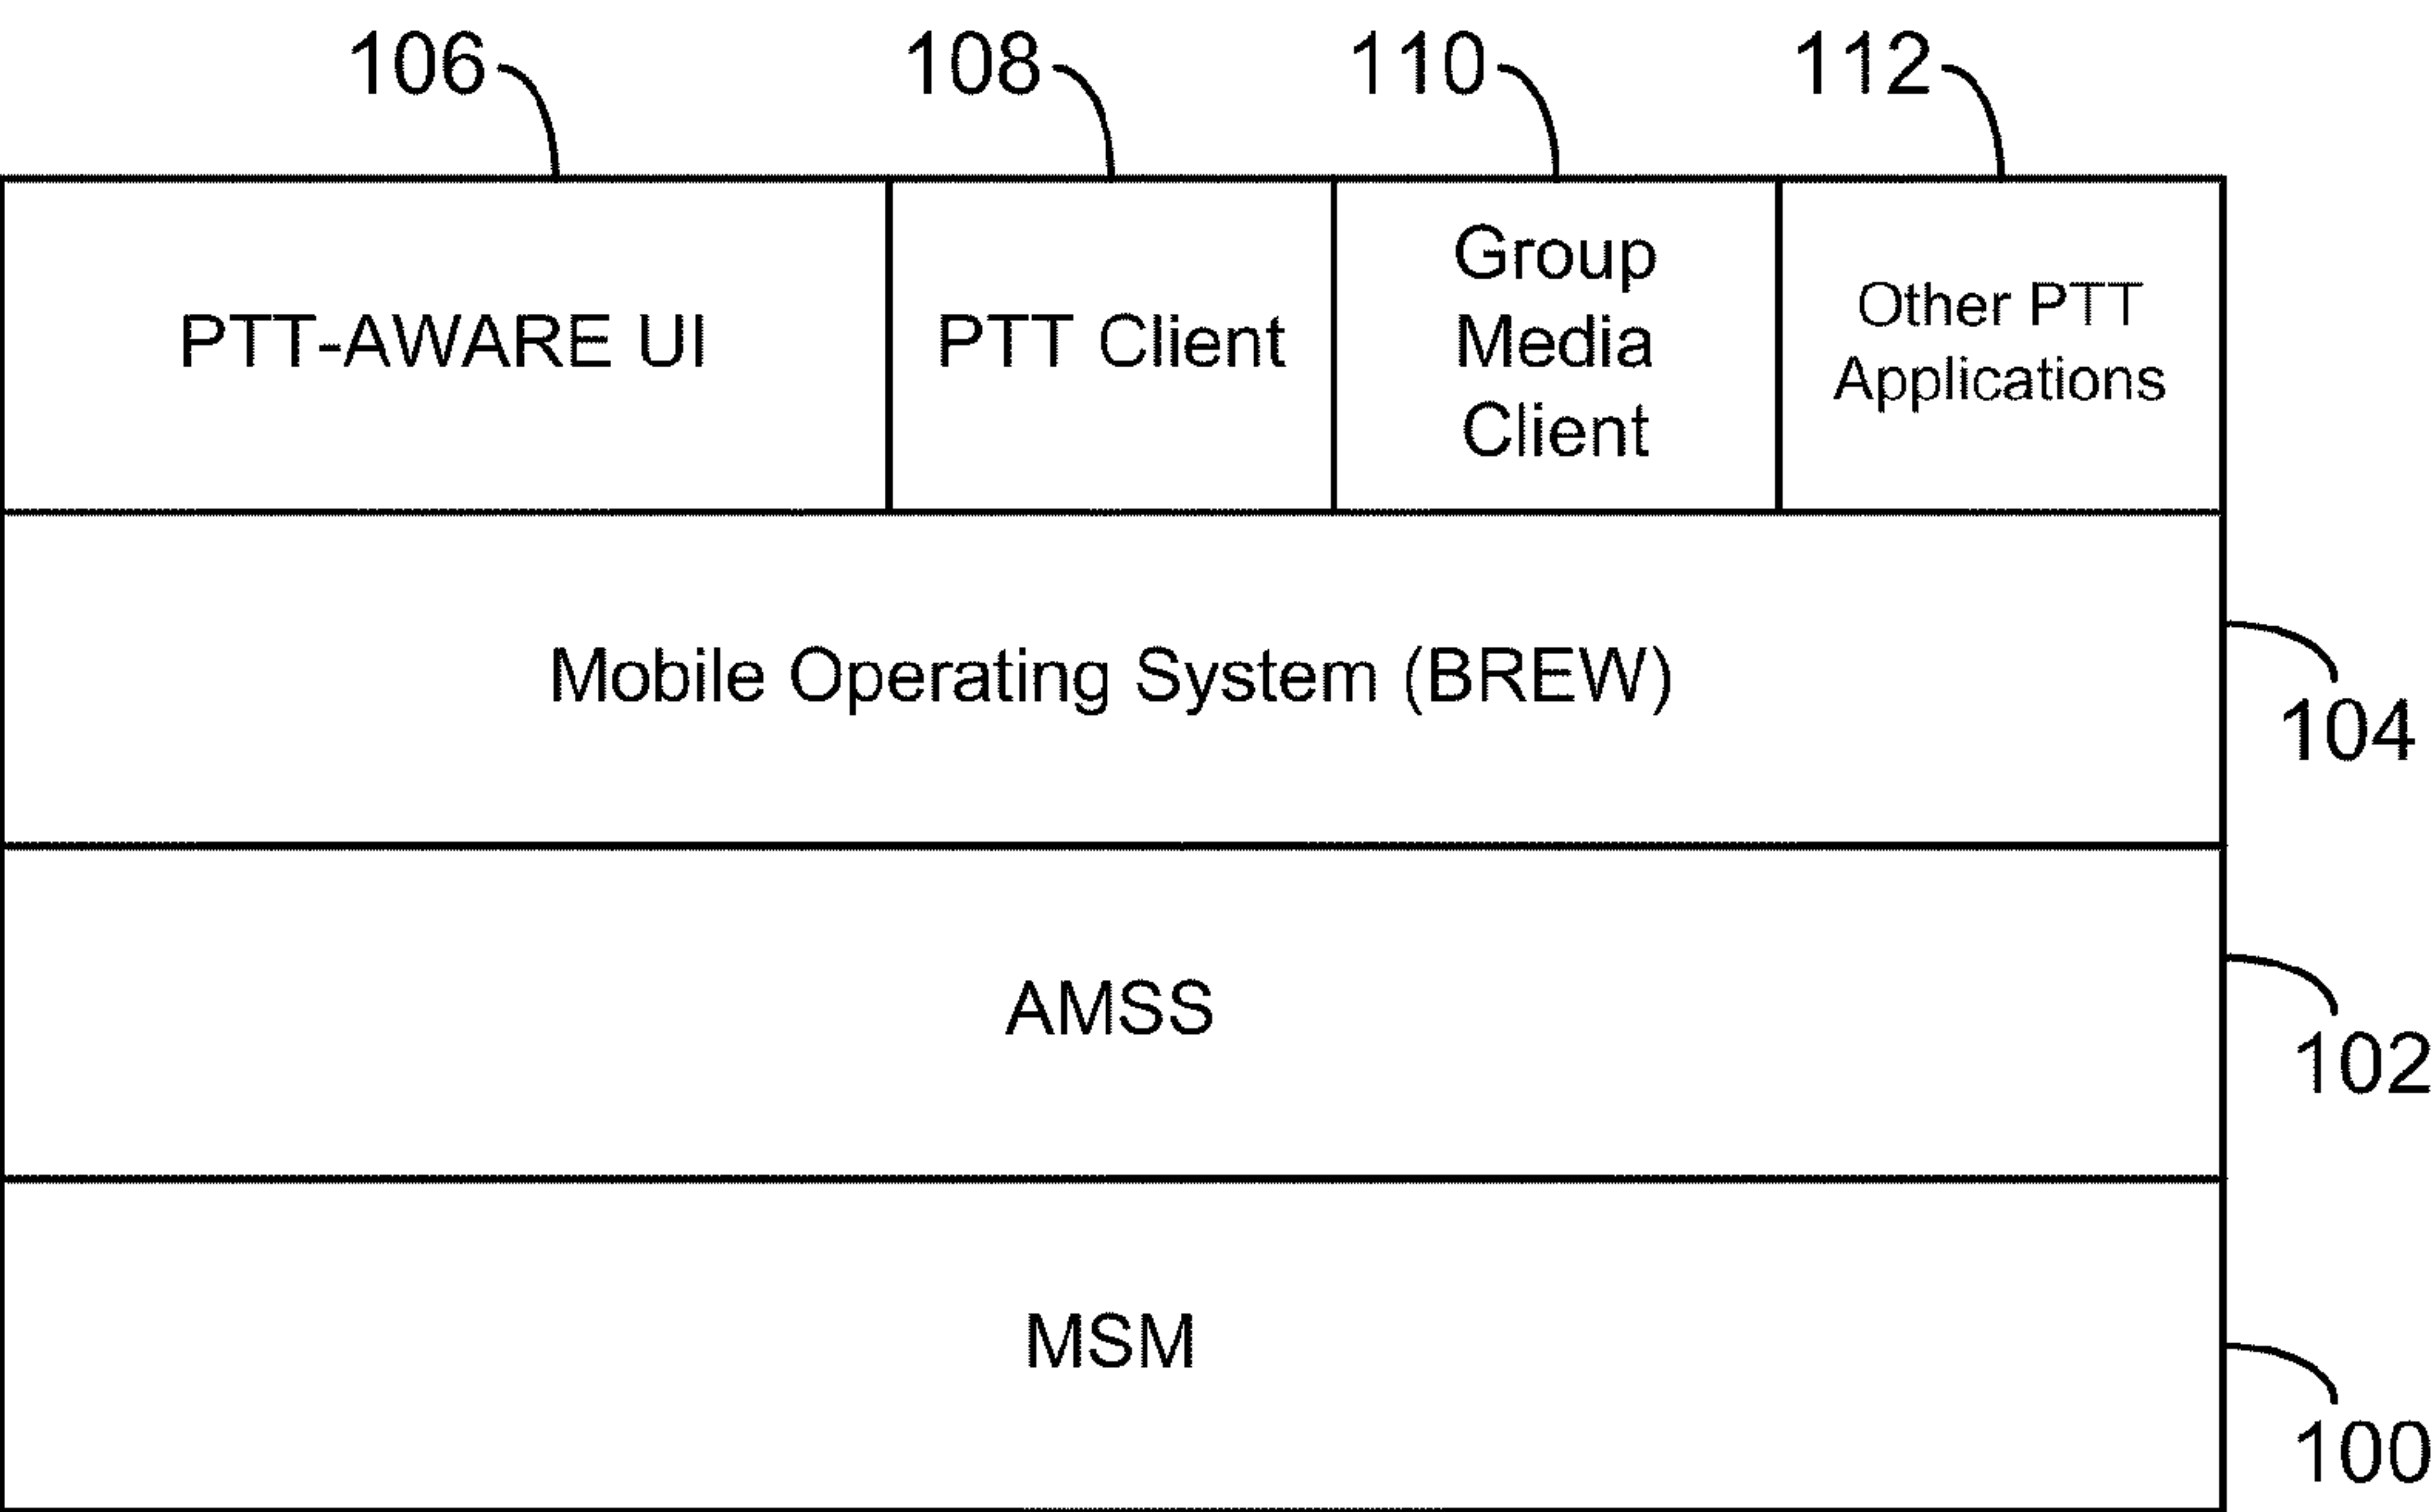 106 108 110 112
PTT-AWARE UI
PTT Client
Group
Media
Client
Other PTT
Applications
Mobile Operating System (BREW)
104
AMSS
102
MSM
100